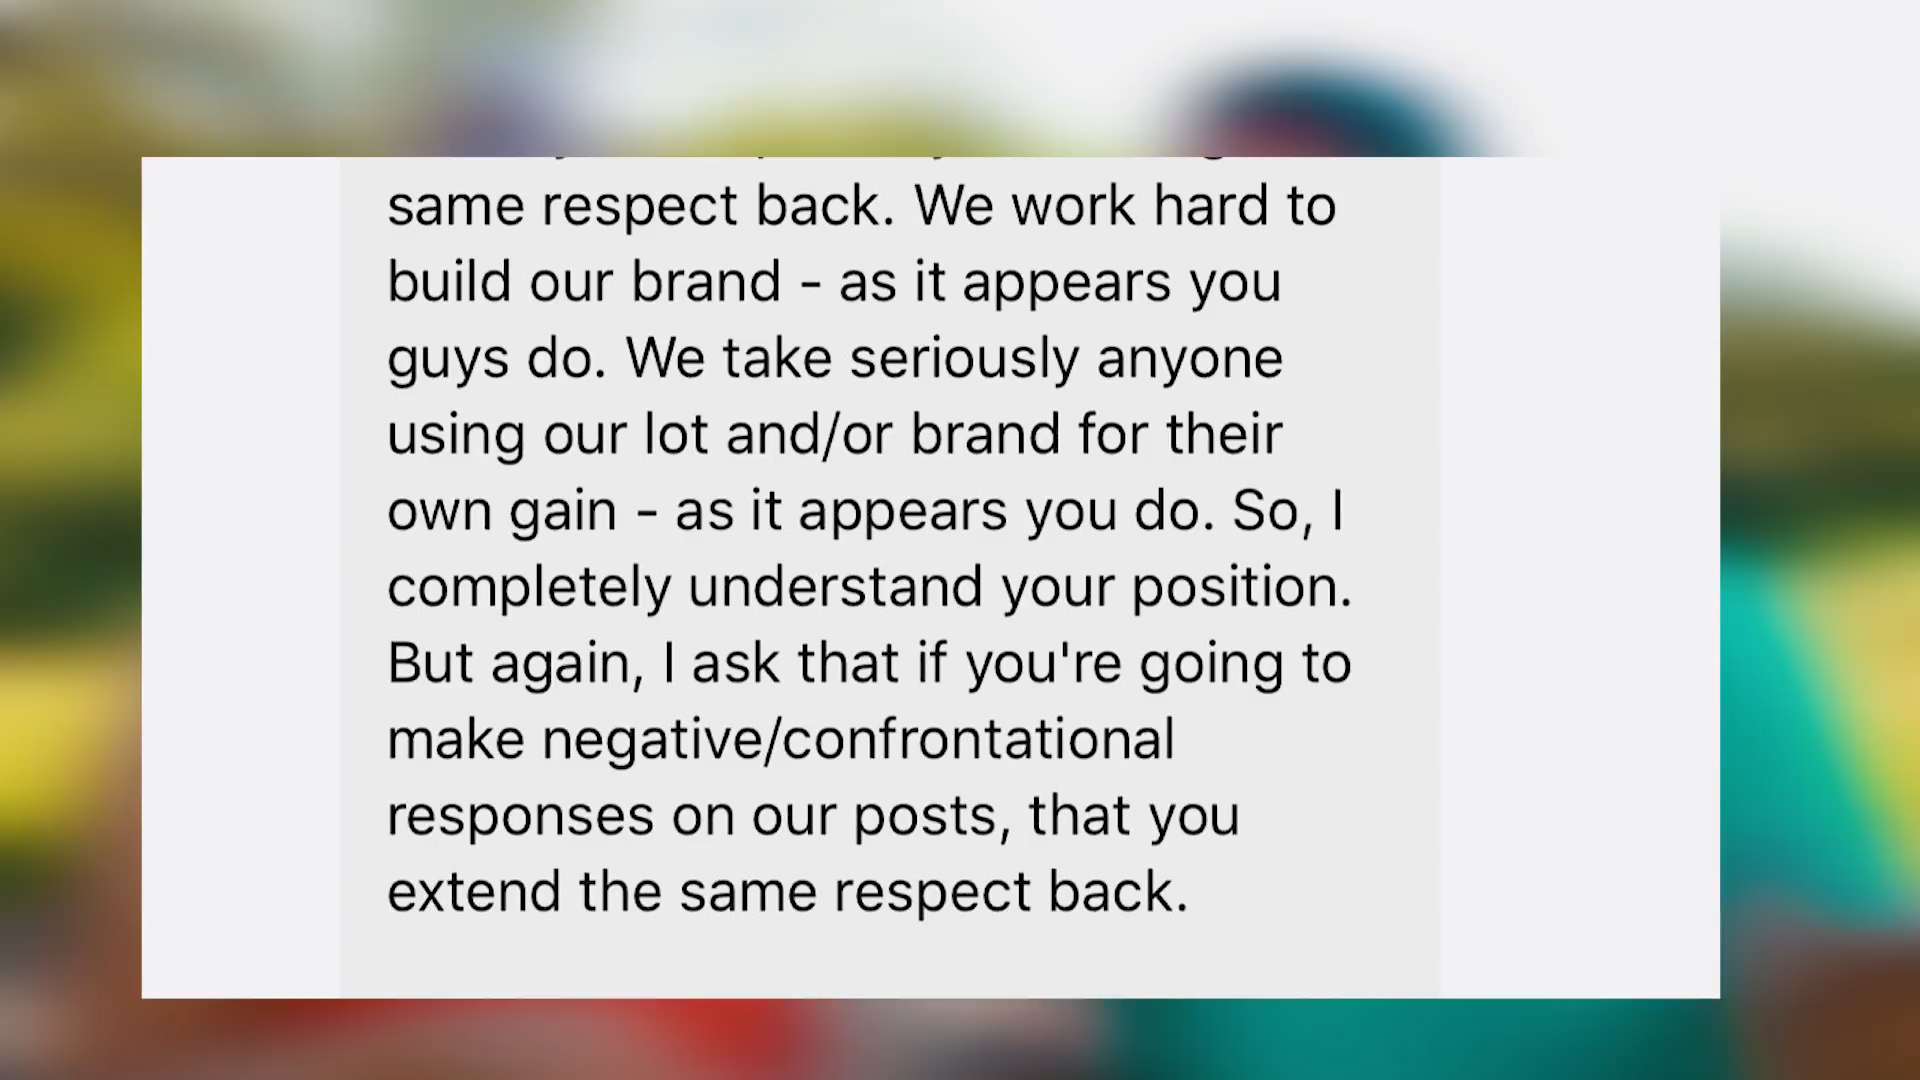 same respect back. We work hard to
build our brand - as it appears you
guys do. We take seriously anyone
using our lot and/or brand for their
own gain - as it appears you do. So, I
completely understand your position.
But again, I ask that if you're going to
make negative/confrontational
responses on our posts, that you
extend the same respect back.